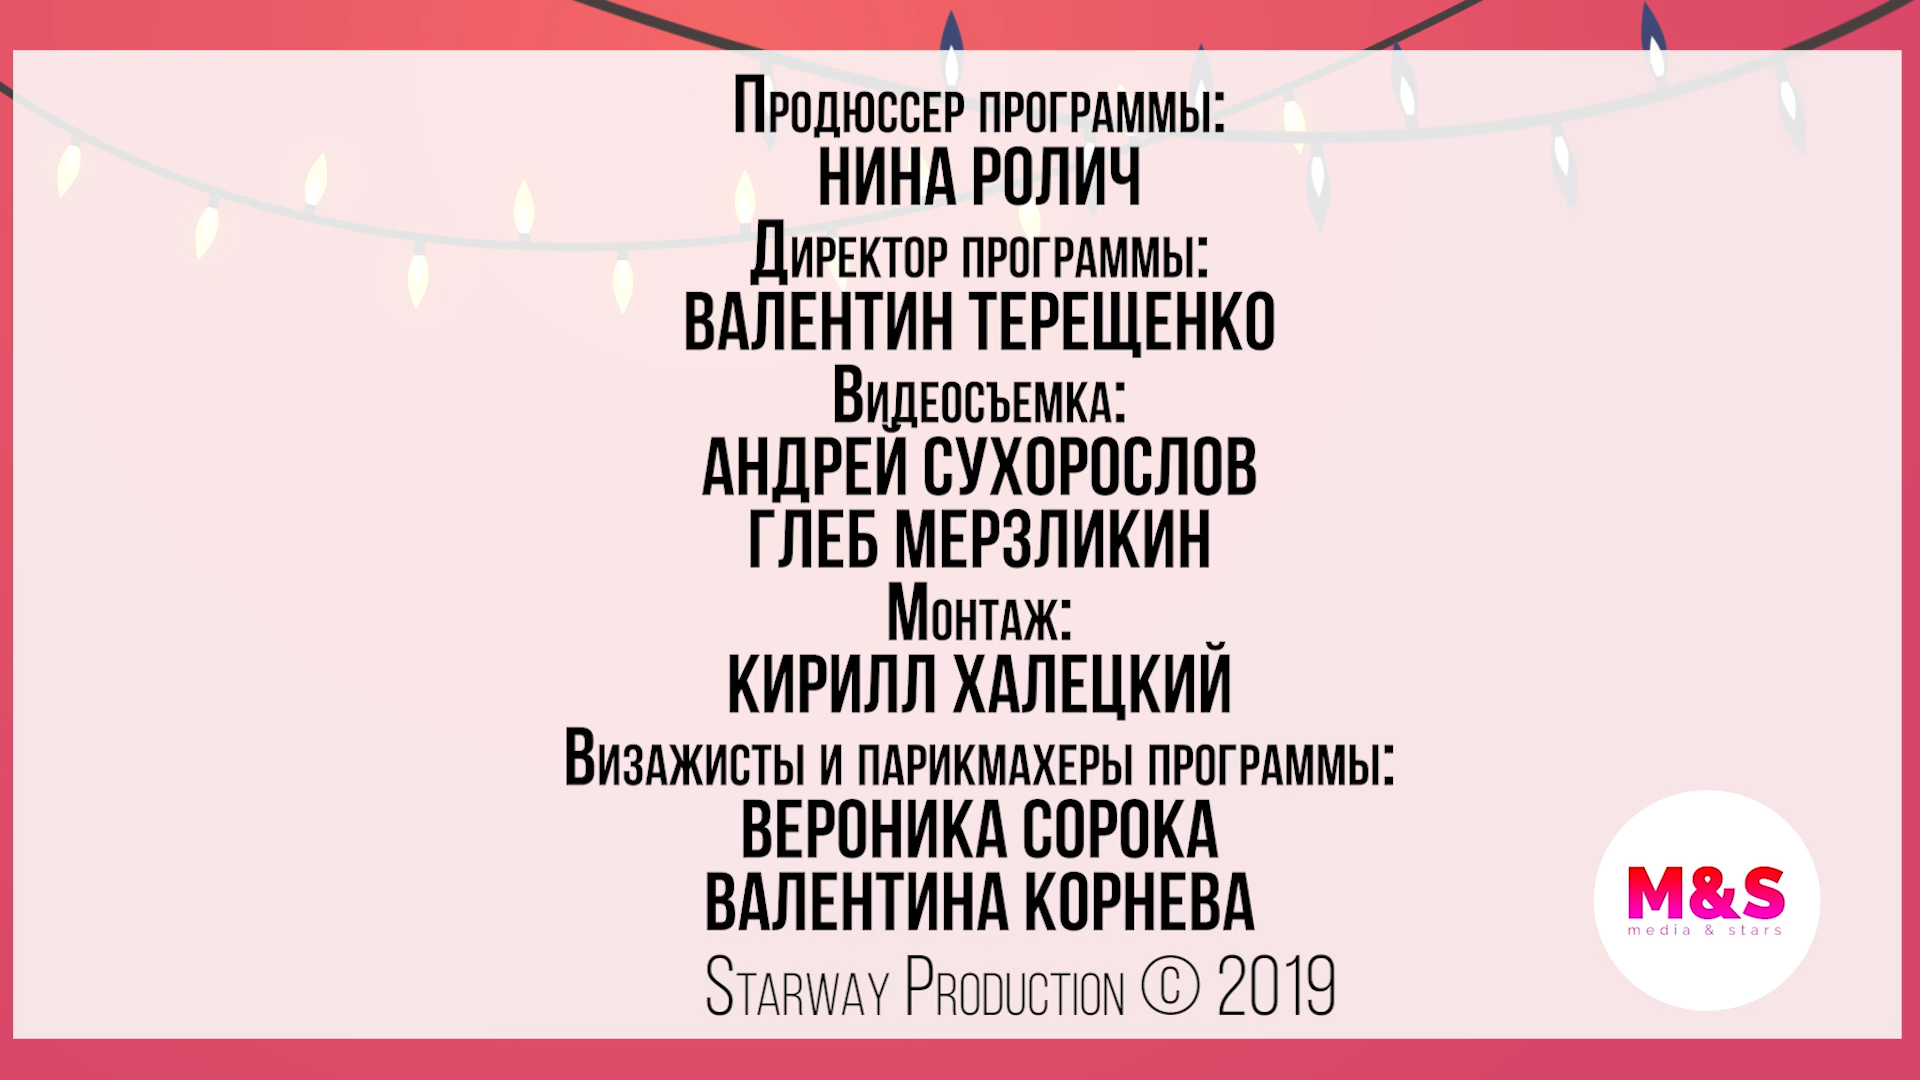 Продюссер программы:
НИНА РОЛИЧ
Директор программы:
ВАЛЕНТИН ТЕРЕЩЕНКО
Видеосъемка:
АНДРЕЙ СУХОРОСЛОВ
ГЛЕБ МЕРЗЛИКИН
Монтаж:
КИРИЛЛ ХАЛЕЦКИЙ
Визажисты и парикмахеры программы:
ВЕРОНИКА СОРОКА
ВАЛЕНТИНА КОРНЕВА
Starway Production © 2019
M&S
media & stars